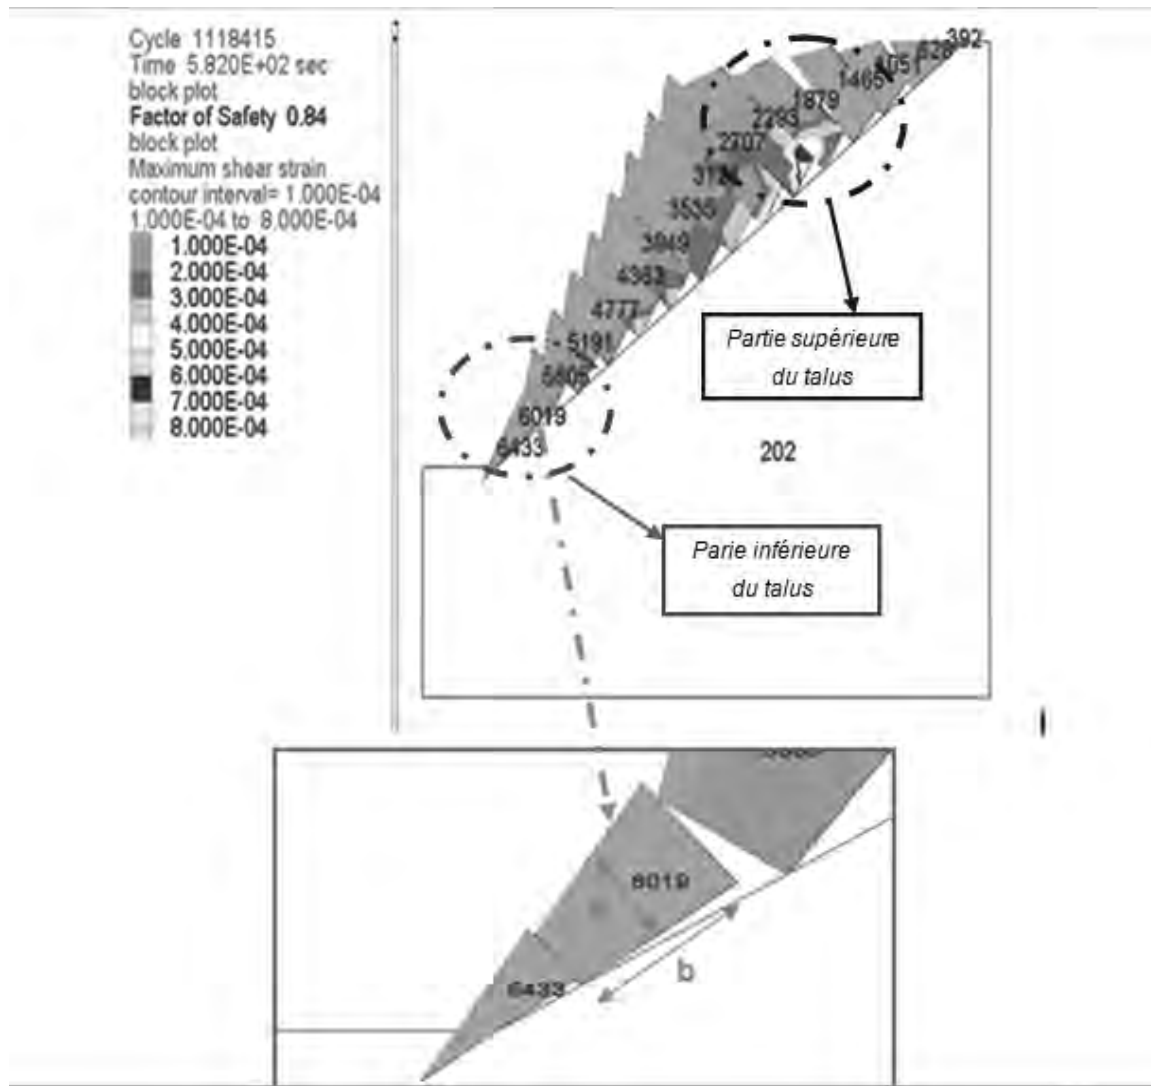 Cycle 1118415
Time 5.820E+02 sec
block plot
Factor of Safety 0.84
block plot
Maximum shear strain
contour interval= 1.000E-04
1.000E-04 to 8.000E-04
1.000E-04
2.000E-04
3.000E-04
4.000E-04
5.000E-04
6.000E-04
7.000E-04
8.000E-04
392
628
1051
1465
1879
2293
2707
3535
3949
4363
4777
5191
5605
6019
6433
Partie supérieure
du talus
202
Parie inférieure
du talus
6019
6433
b